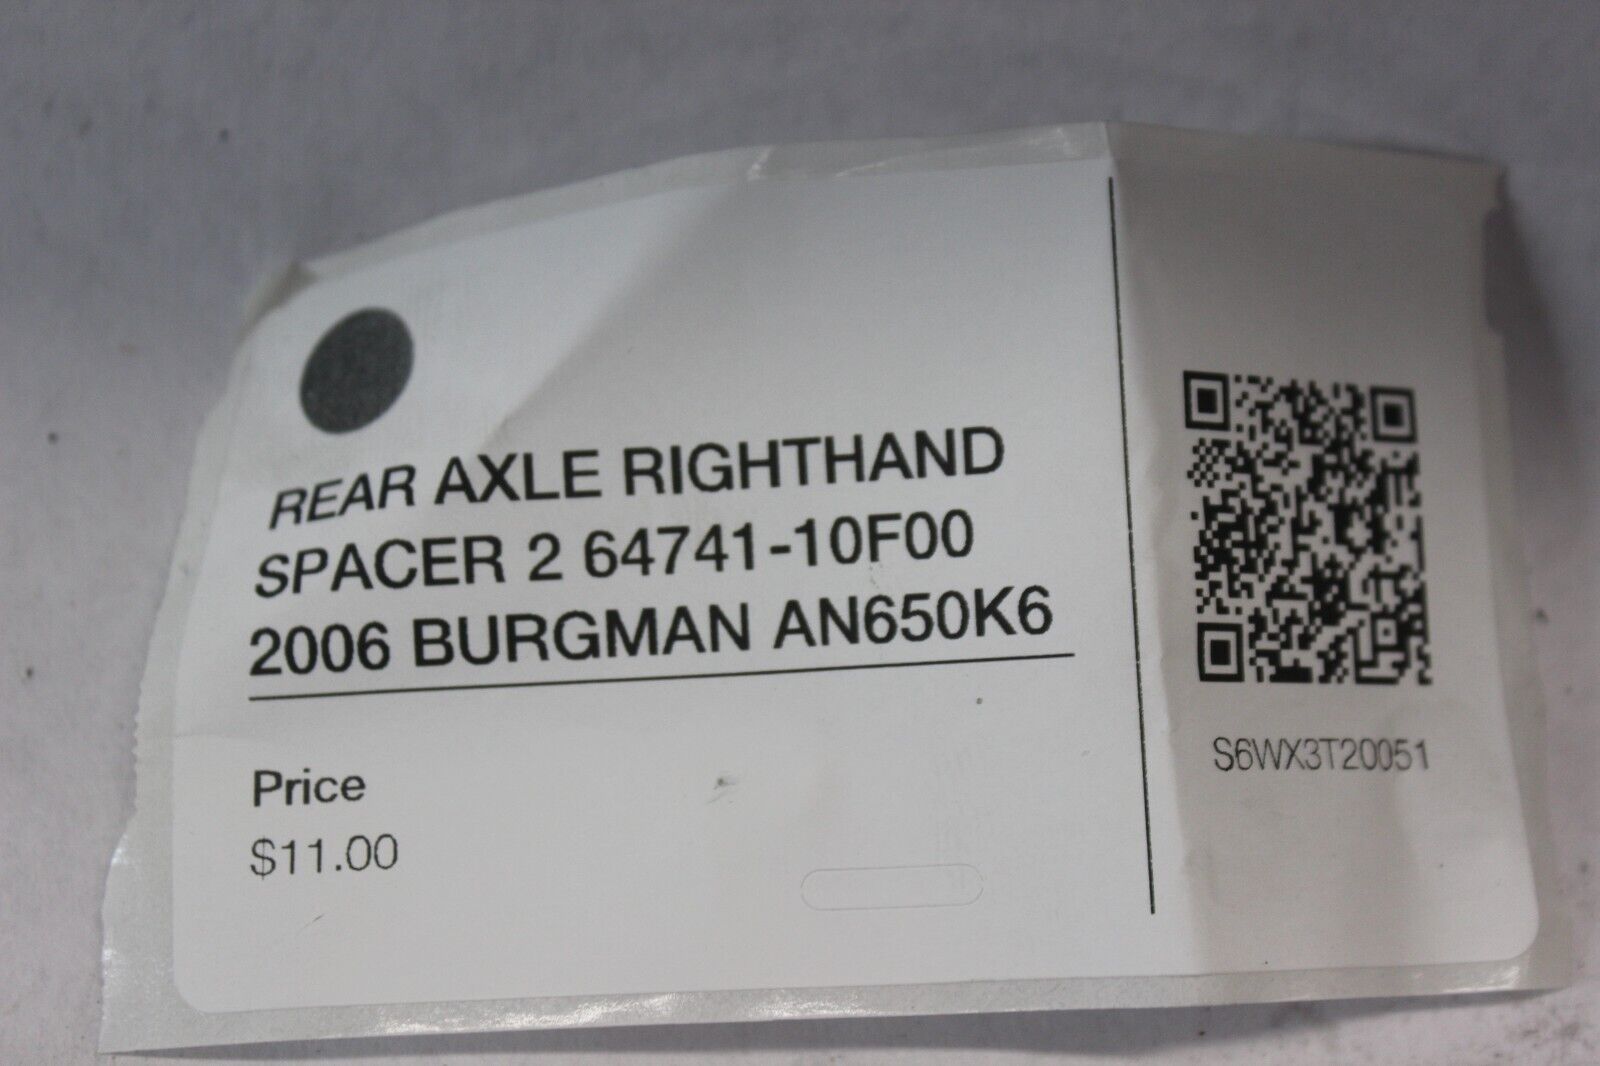 REAR AXLE RIGHTHAND
SPACER 2 64741-10F00
2006 BURGMAN AN650K6
Price
$11.00
S6WX3T20051